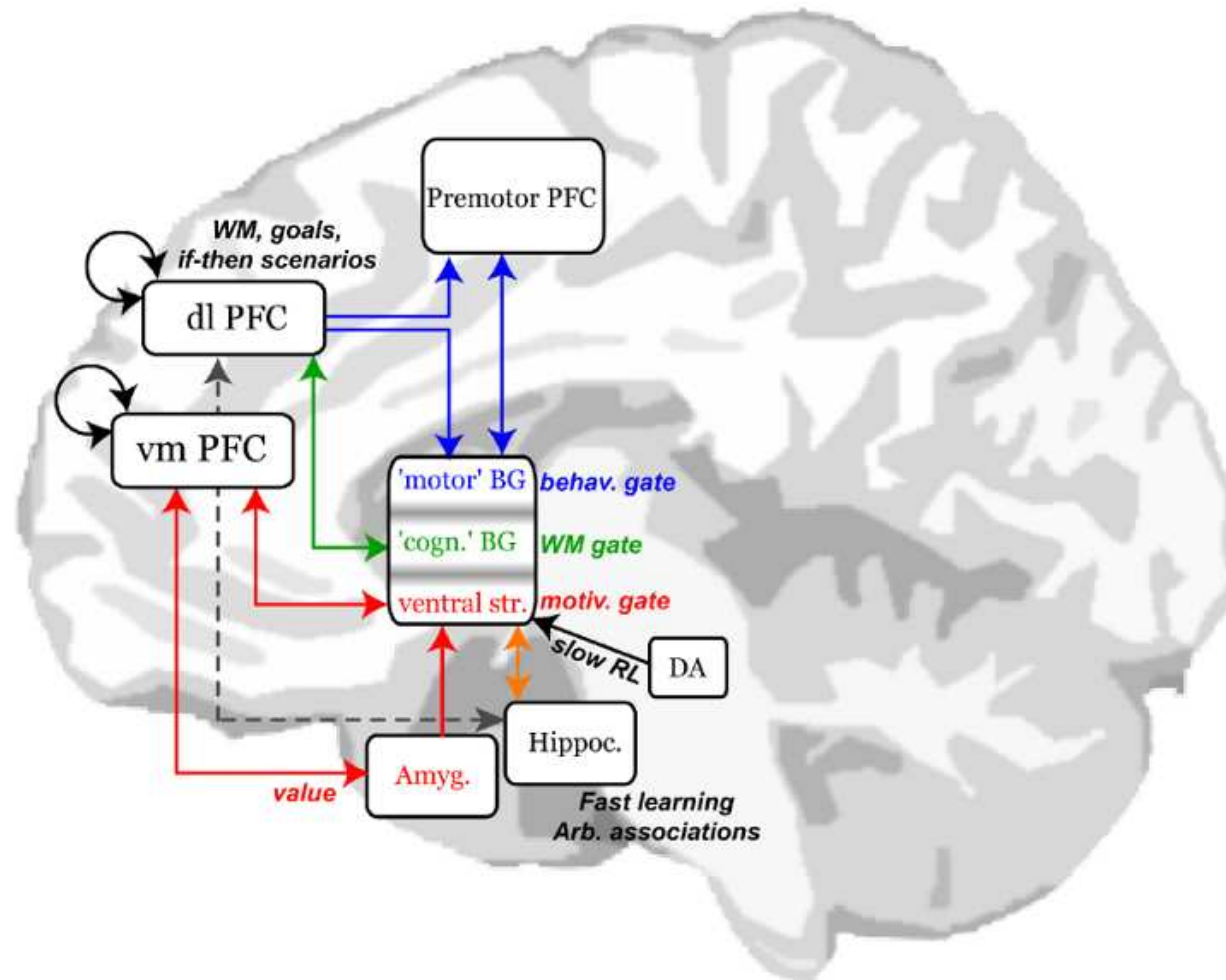 Premotor PFC
WM, goals,
if-then scenarios
dl PFC
vm PFC
'motor' BG
behav. gate
'cogn.' BG
WM gate
ventral str.
motiv. gate
slow RL
DA
Hippoc.
Amyg.
value
Fast learning
Arb. associations